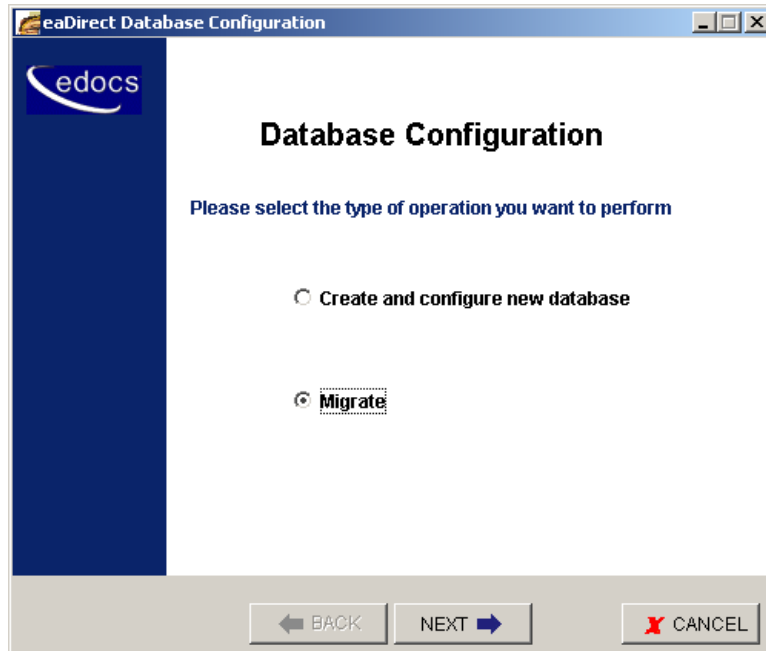 eaDirect Database Configuration
edocs
Database Configuration
Please select the type of operation you want to perform
Create and configure new database
Migrate
BACK
NEXT
CANCEL